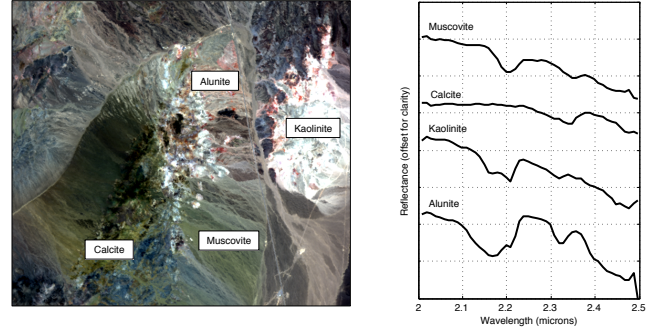 Alunite
Kaolinite
Calcite
Muscovite
Muscovite
Calcite
Kaolinite
Alunite
Reflectance (offset for clarity)
2 2.1 2.2 2.3 2.4 2.5
Wavelength (microns)